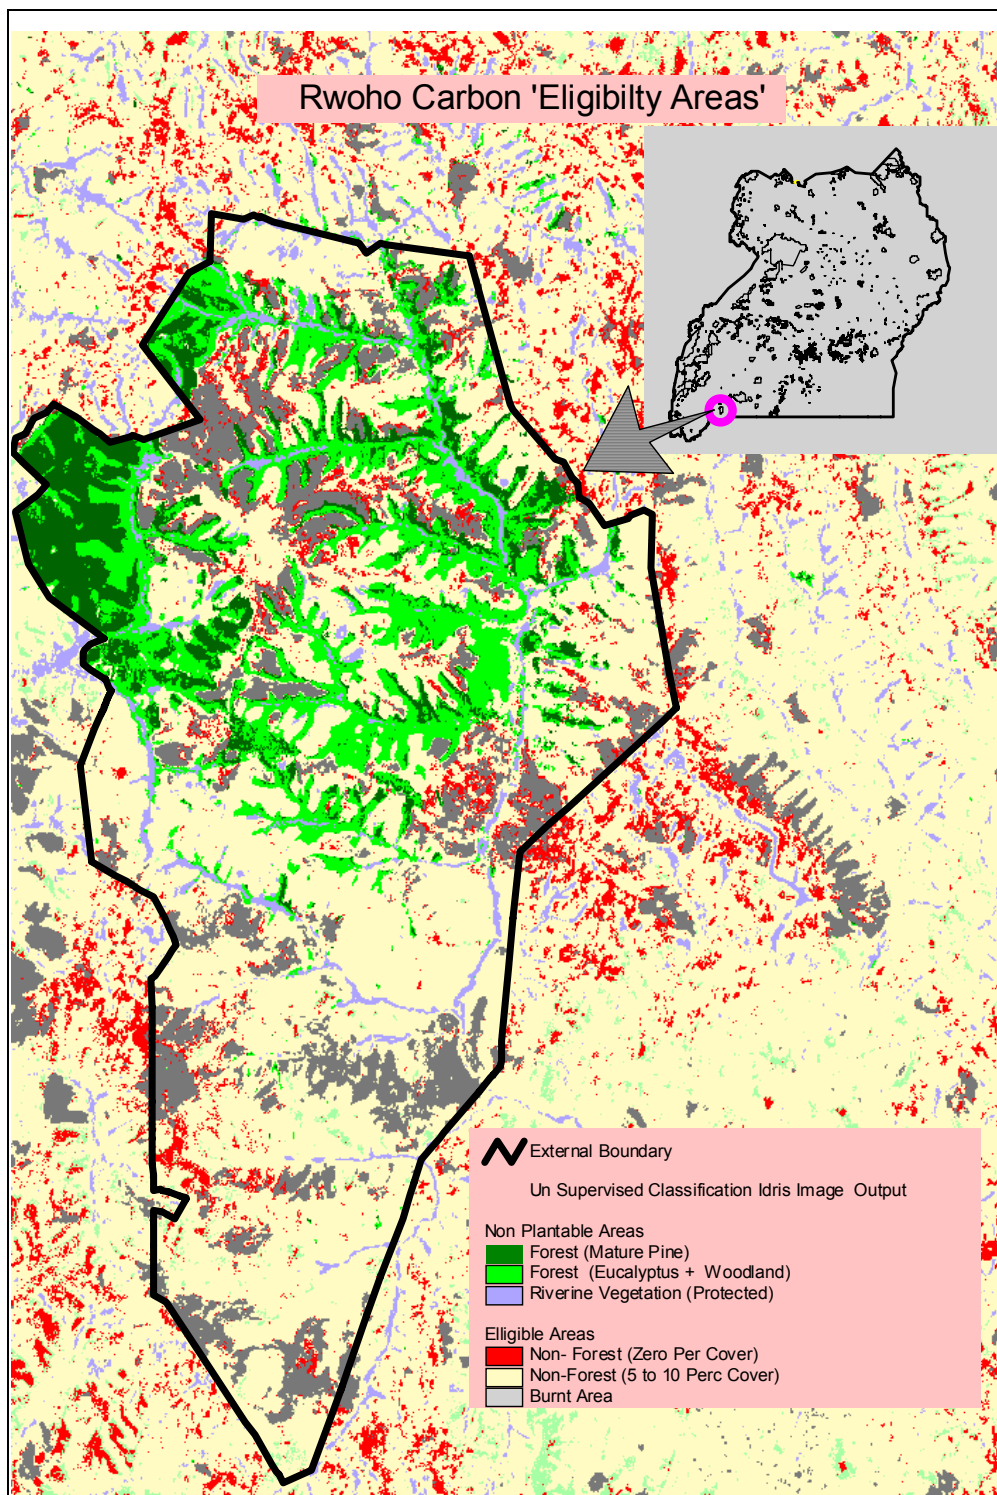 Rwoho Carbon 'Eligibilty Areas'
External Boundary
Un Supervised Classification Idris Image Output
Non Plantable Areas
Forest (Mature Pine)
Forest (Eucalyptus + Woodland)
Riverine Vegetation (Protected)
Elligible Areas
Non- Forest (Zero Per Cover)
Non-Forest (5 to 10 Perc Cover)
Burnt Area